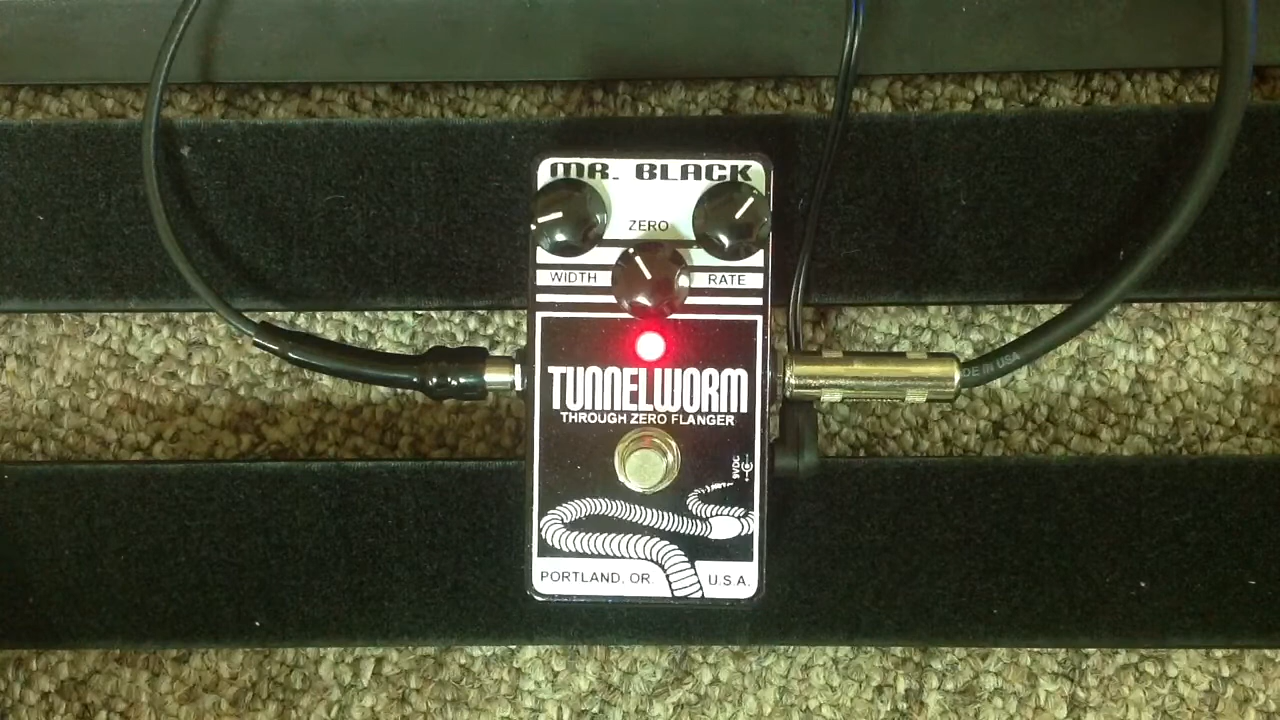 MR. BLACK
ZERO
WIDTH
RATE
DE IN USA
TUNNELWORM
THROUGH ZERO FLANGER
9VDC
PORTLAND, OR. U.S.A.